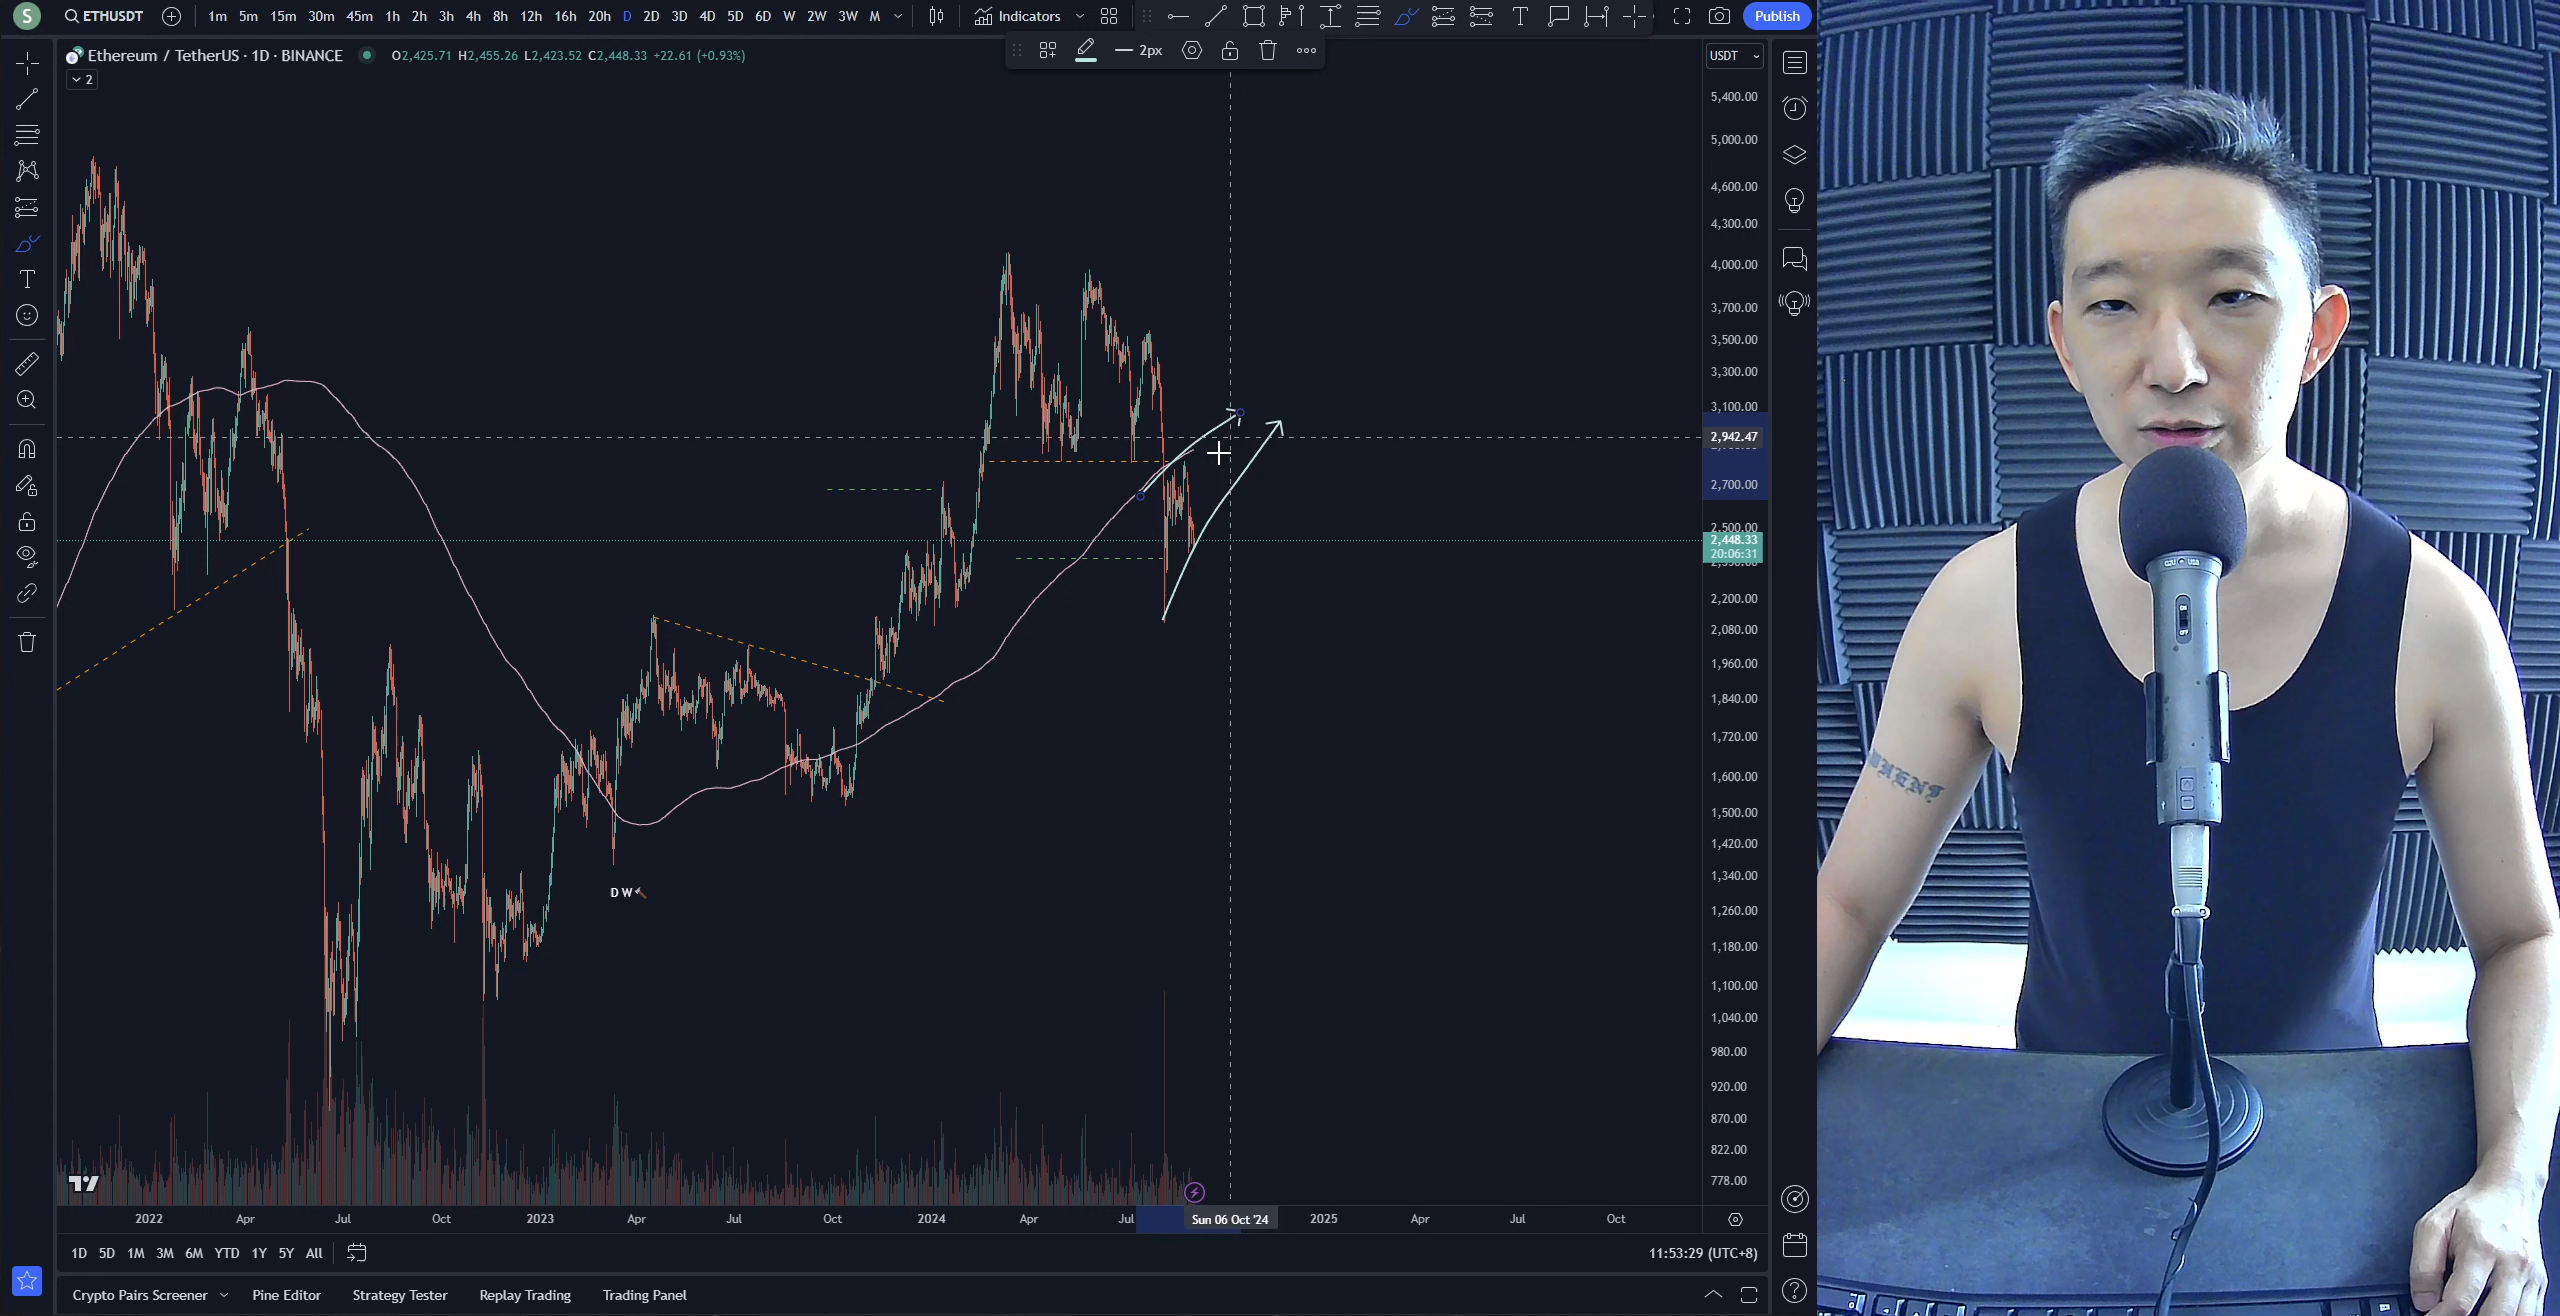 S
ETHUSDT
1m 5m 15m 30m 45m 1h 2h 3h 4h 8h 12h 16h 20h D 2D 3D 4D 5D 6D W 2W 3W M
Indicators
Publish
Ethereum / TetherUS · 1D · BINANCE
O2,425.71 H2,455.26 L2,423.52 C2,448.33 +22.61 (+0.93%)
2
2px
USDT
5,400.00
5,000.00
4,600.00
4,300.00
4,000.00
3,700.00
3,500.00
3,300.00
3,100.00
2,942.47
2,700.00
2,500.00
2,448.33
20:06:31
2,200.00
2,080.00
1,960.00
1,840.00
1,720.00
1,600.00
1,500.00
1,420.00
1,340.00
1,260.00
1,180.00
1,100.00
1,040.00
980.00
920.00
870.00
822.00
778.00
D W
2022 Apr Jul Oct 2023 Apr Jul Oct 2024 Apr Jul Sun 06 Oct '24 2025 Apr Jul Oct
1D 5D 1M 3M 6M YTD 1Y 5Y All
11:53:29 (UTC+8)
Crypto Pairs Screener Pine Editor Strategy Tester Replay Trading Trading Panel
ON
OFF